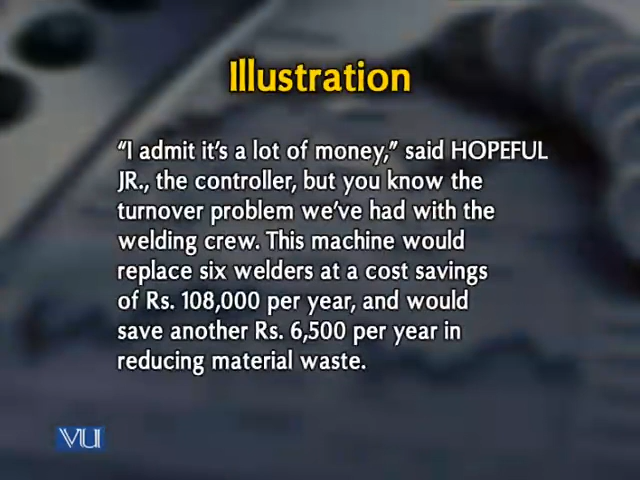 Illustration
“I admit it’s a lot of money,” said HOPEFUL
JR., the controller, but you know the
turnover problem we’ve had with the
welding crew. This machine would
replace six welders at a cost savings
of Rs. 108,000 per year, and would
save another Rs. 6,500 per year in
reducing material waste.
VU